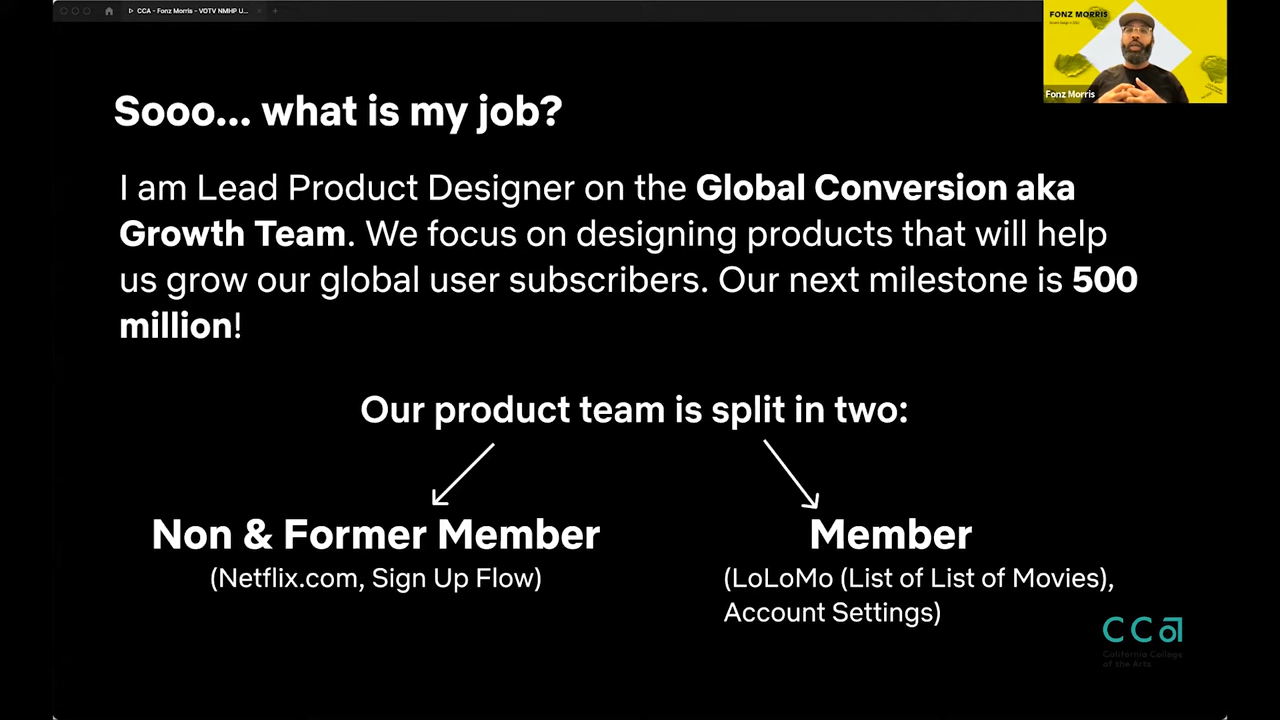 CCA - Fonz Morris - VOTV NMHP U...
FONZ MORRIS
Fonz Morris
Sooo... what is my job?
I am Lead Product Designer on the Global Conversion aka
Growth Team. We focus on designing products that will help
us grow our global user subscribers. Our next milestone is 500
million!
Our product team is split in two:
Non & Former Member
(Netflix.com, Sign Up Flow)
Member
(LoLoMo (List of List of Movies),
Account Settings)
CCA
California College
of the Arts